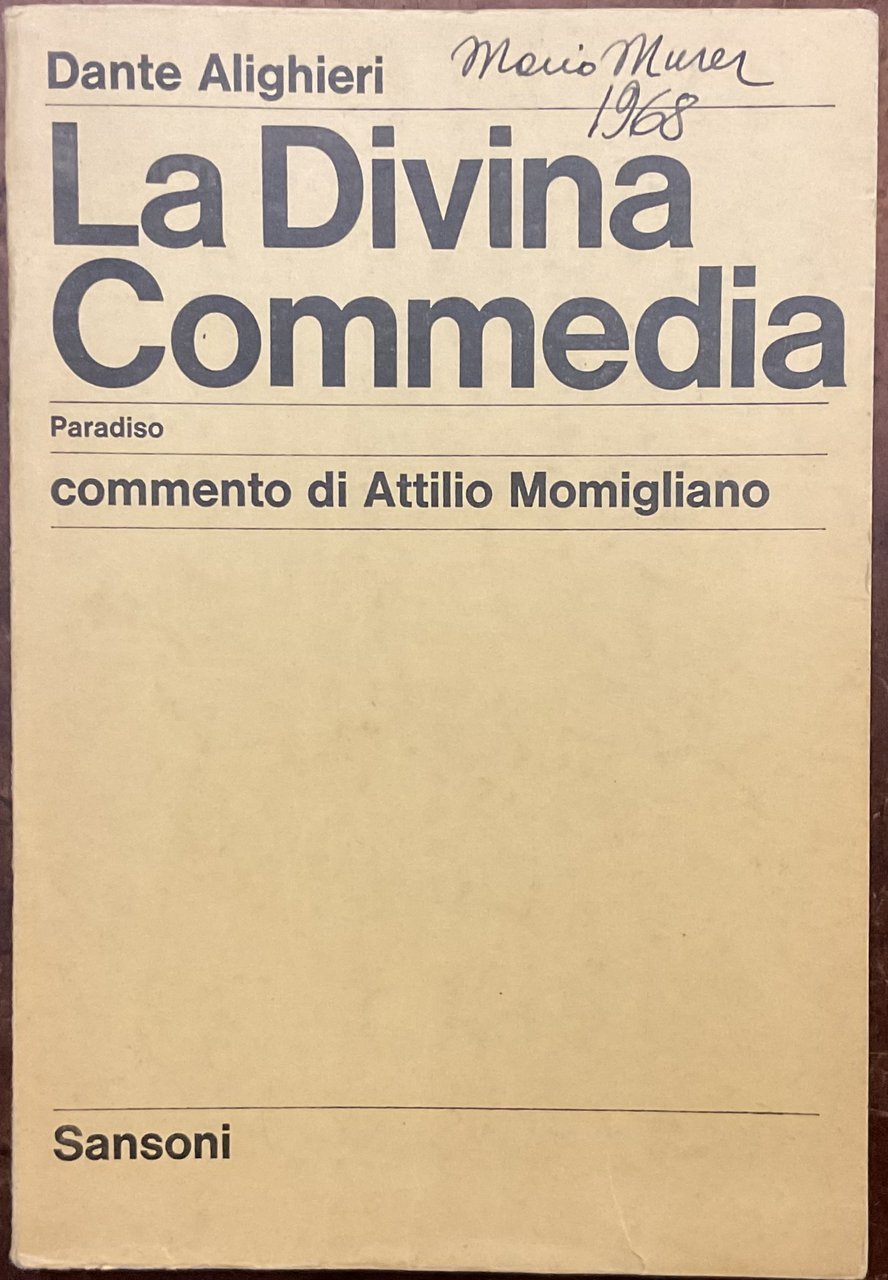 Dante Alighieri
Mario Murer
1968
La Divina
Commedia
Paradiso
commento di Attilio Momigliano
Sansoni